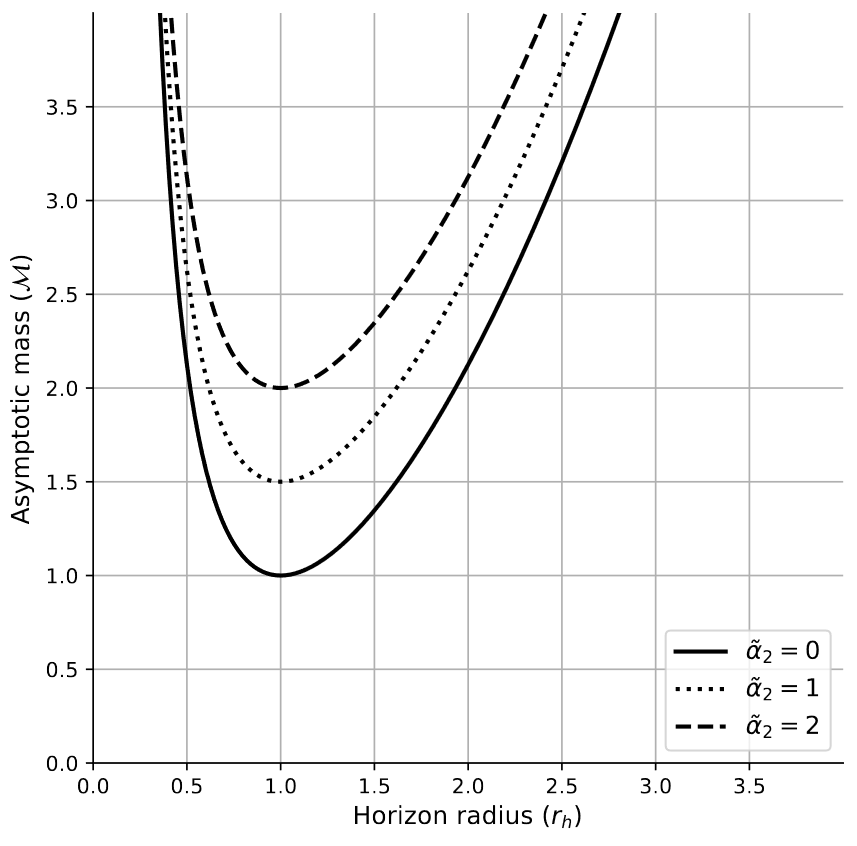 3.5
3.0
2.5
2.0
1.5
1.0
0.5
0.0
Asymptotic mass (ℳ)
0.0 0.5 1.0 1.5 2.0 2.5 3.0 3.5
Horizon radius (r_h)
α̃₂ = 0
α̃₂ = 1
α̃₂ = 2